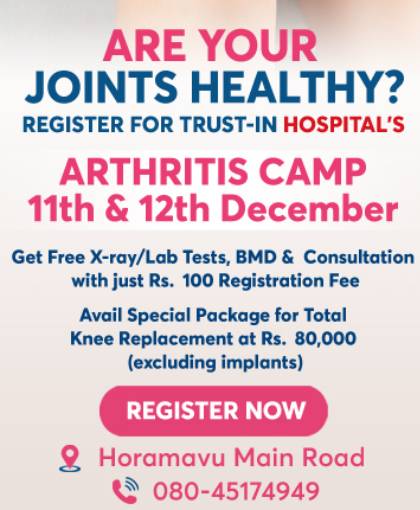 ARE YOUR
JOINTS HEALTHY?
REGISTER FOR TRUST-IN HOSPITAL'S
ARTHRITIS CAMP
11th & 12th December
Get Free X-ray/Lab Tests, BMD & Consultation
with just Rs. 100 Registration Fee
Avail Special Package for Total
Knee Replacement at Rs. 80,000
(excluding implants)
REGISTER NOW
Horamavu Main Road
080-45174949